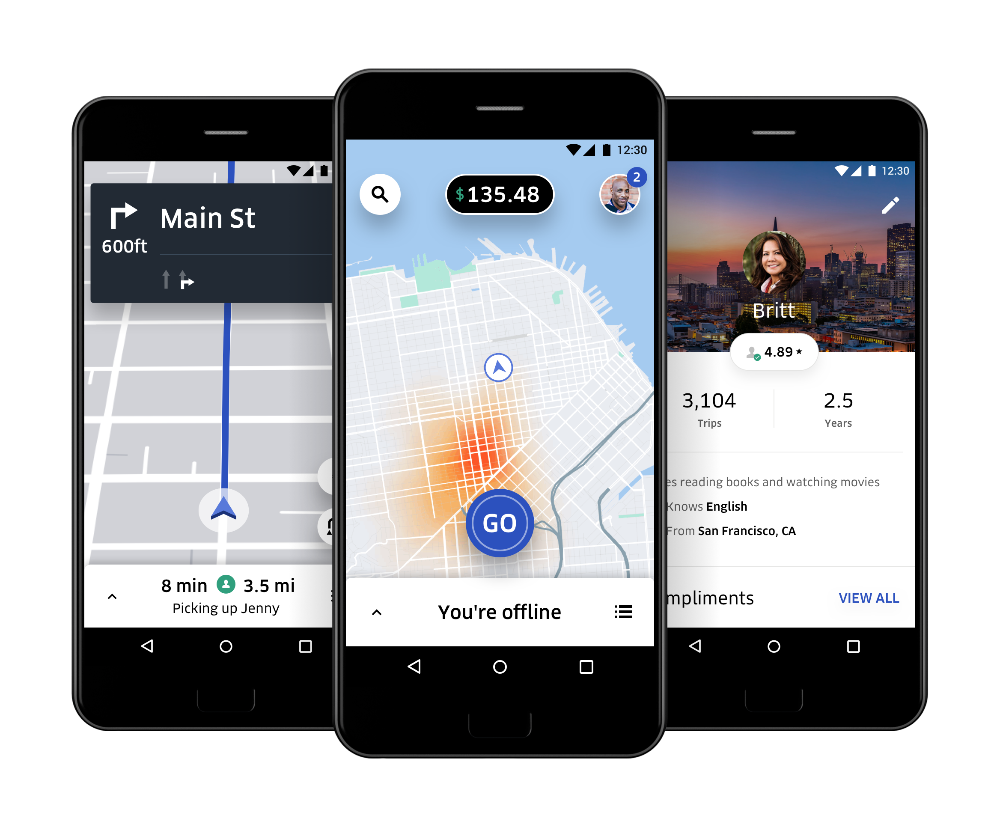 Main St
600ft
8 min 3.5 mi
Picking up Jenny
12:30
$135.48
2
GO
You're offline
12:30
Britt
4.89 ★
3,104
Trips
2.5
Years
es reading books and watching movies
Knows English
From San Francisco, CA
mpliments
VIEW ALL